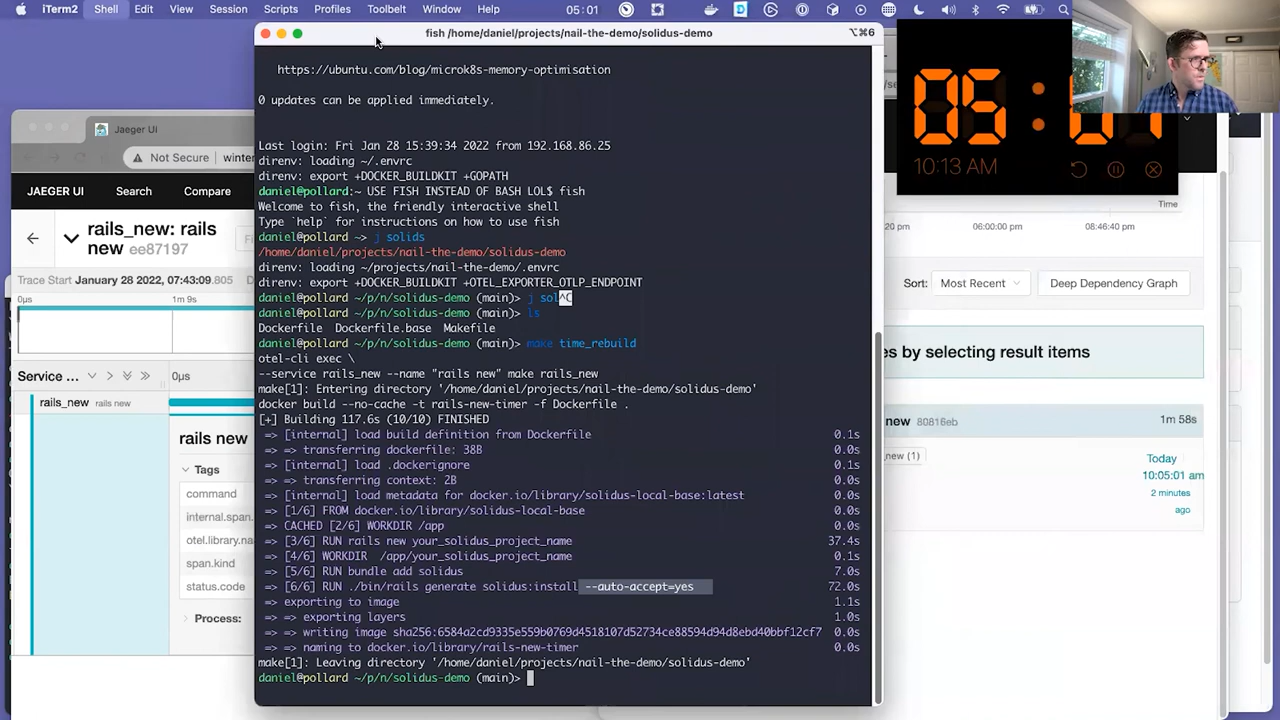 iTerm2 Shell Edit View Session Scripts Profiles Toolbelt Window Help 05:01
fish /home/daniel/projects/nail-the-demo/solidus-demo
⌥⌘6
https://ubuntu.com/blog/microk8s-memory-optimisation
0 updates can be applied immediately.
Last login: Fri Jan 28 15:39:34 2022 from 192.168.86.25
direnv: loading ~/.envrc
direnv: export +DOCKER_BUILDKIT +GOPATH
daniel@pollard:~ USE FISH INSTEAD OF BASH LOL$ fish
Welcome to fish, the friendly interactive shell
Type `help` for instructions on how to use fish
daniel@pollard ~> j solids
/home/daniel/projects/nail-the-demo/solidus-demo
direnv: loading ~/projects/nail-the-demo/.envrc
direnv: export +DOCKER_BUILDKIT +OTEL_EXPORTER_OTLP_ENDPOINT
daniel@pollard ~/p/n/solidus-demo (main)> j sol^C
daniel@pollard ~/p/n/solidus-demo (main)> ls
Dockerfile Dockerfile.base Makefile
daniel@pollard ~/p/n/solidus-demo (main)> make time_rebuild
otel-cli exec \
--service rails_new --name "rails new" make rails_new
make[1]: Entering directory '/home/daniel/projects/nail-the-demo/solidus-demo'
docker build --no-cache -t rails-new-timer -f Dockerfile .
[+] Building 117.6s (10/10) FINISHED
=> [internal] load build definition from Dockerfile 0.1s
=> => transferring dockerfile: 38B 0.0s
=> [internal] load .dockerignore 0.1s
=> => transferring context: 2B 0.0s
=> [internal] load metadata for docker.io/library/solidus-local-base:latest 0.0s
=> [1/6] FROM docker.io/library/solidus-local-base 0.0s
=> CACHED [2/6] WORKDIR /app 0.0s
=> [3/6] RUN rails new your_solidus_project_name 37.4s
=> [4/6] WORKDIR /app/your_solidus_project_name 0.1s
=> [5/6] RUN bundle add solidus 7.0s
=> [6/6] RUN ./bin/rails generate solidus:install --auto-accept=yes 72.0s
=> exporting to image 1.1s
=> => exporting layers 1.0s
=> => writing image sha256:6584a2cd9335e559b0769d4518107d52734ce88594d94d8ebd40bbf12cf7 0.0s
=> => naming to docker.io/library/rails-new-timer 0.0s
make[1]: Leaving directory '/home/daniel/projects/nail-the-demo/solidus-demo'
daniel@pollard ~/p/n/solidus-demo (main)>
Jaeger UI
Not Secure winter
JAEGER UI Search Compare
rails_new: rails
new ee87197
Trace Start January 28 2022, 07:43:09.805
0µs
1m 9s
Service ... 0µs
rails_new rails new
rails new
Tags
command
internal.span.
otel.library.na
span.kind
status.code
Process:
10:13 AM
Time
20 pm 06:00:00 pm 08:46:40 pm
Sort: Most Recent Deep Dependency Graph
es by selecting result items
new 80816eb 1m 58s
_new (1)
Today
10:05:01 am
2 minutes
ago